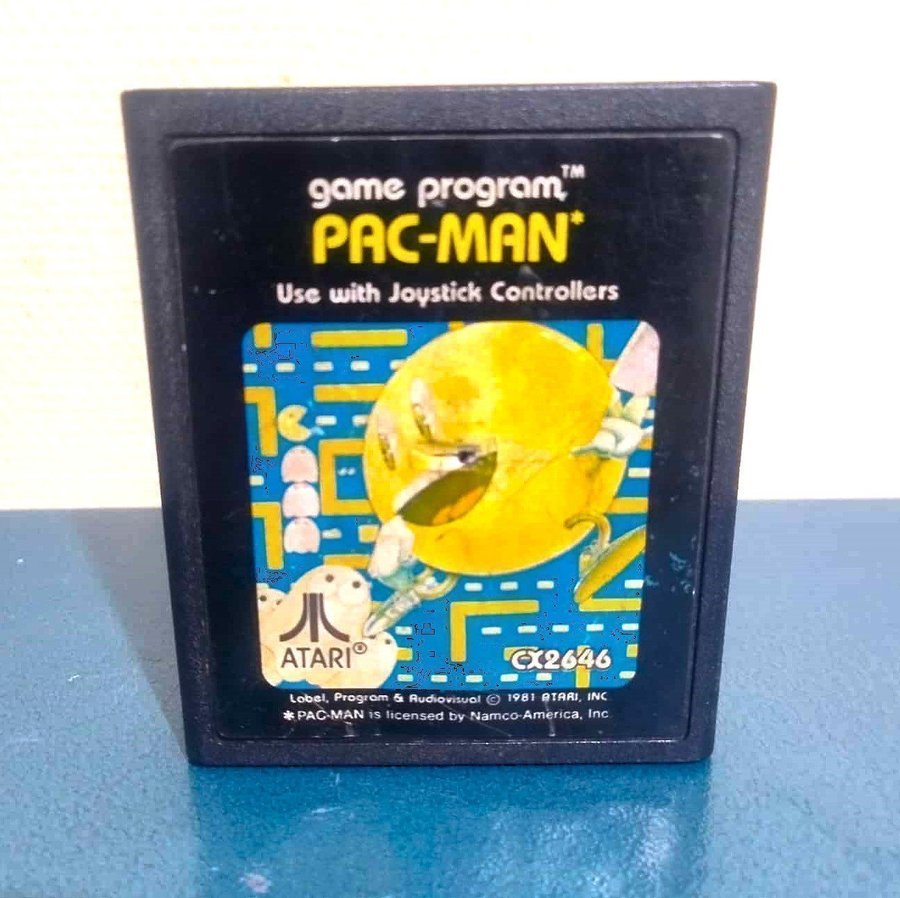 game program™
PAC-MAN*
Use with Joystick Controllers
ATARI®
CX2646
Label, Program & Audiovisual © 1981 ATARI, INC
*PAC-MAN is licensed by Namco-America, Inc